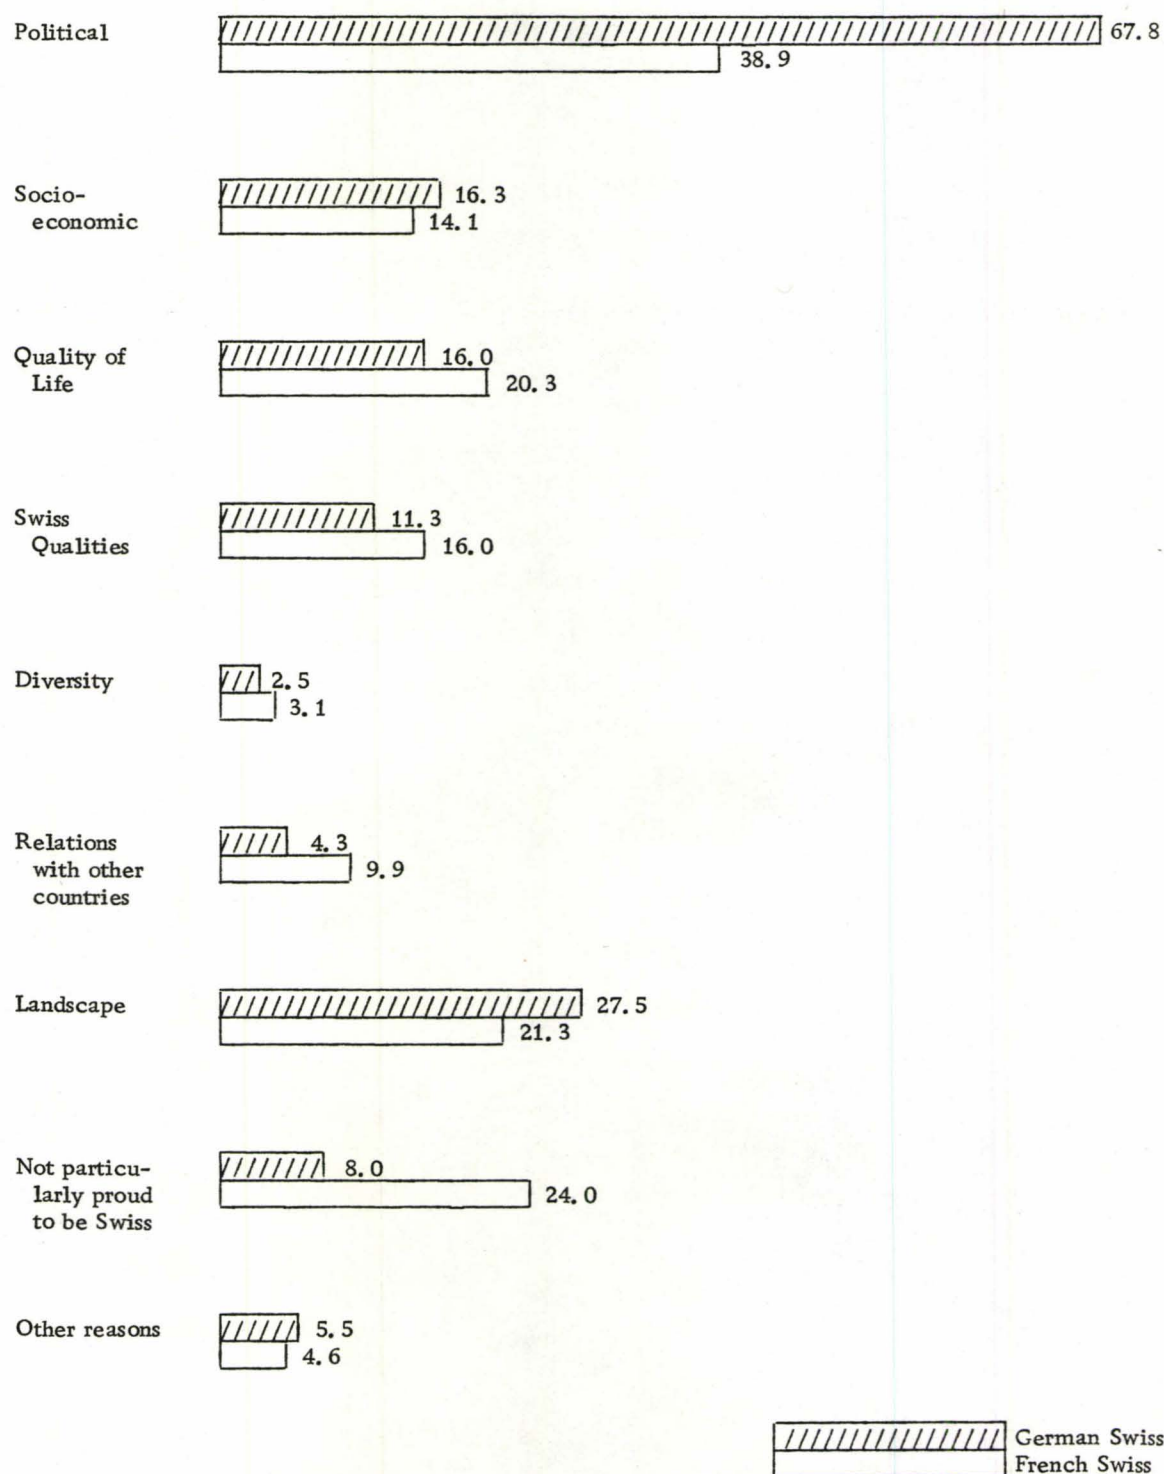 Political
67.8
38.9
Socio-
economic
16.3
14.1
Quality of
Life
16.0
20.3
Swiss
Qualities
11.3
16.0
Diversity
2.5
3.1
Relations
with other
countries
4.3
9.9
Landscape
27.5
21.3
Not particu-
larly proud
to be Swiss
8.0
24.0
Other reasons
5.5
4.6
German Swiss
French Swiss